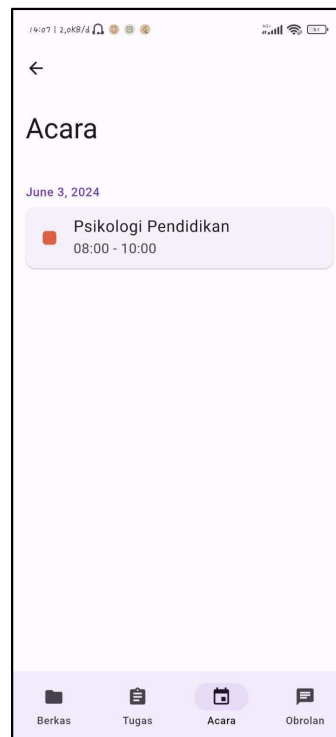 14:07 | 2,0KB/d
Acara
June 3, 2024
Psikologi Pendidikan
08:00 - 10:00
Berkas
Tugas
Acara
Obrolan